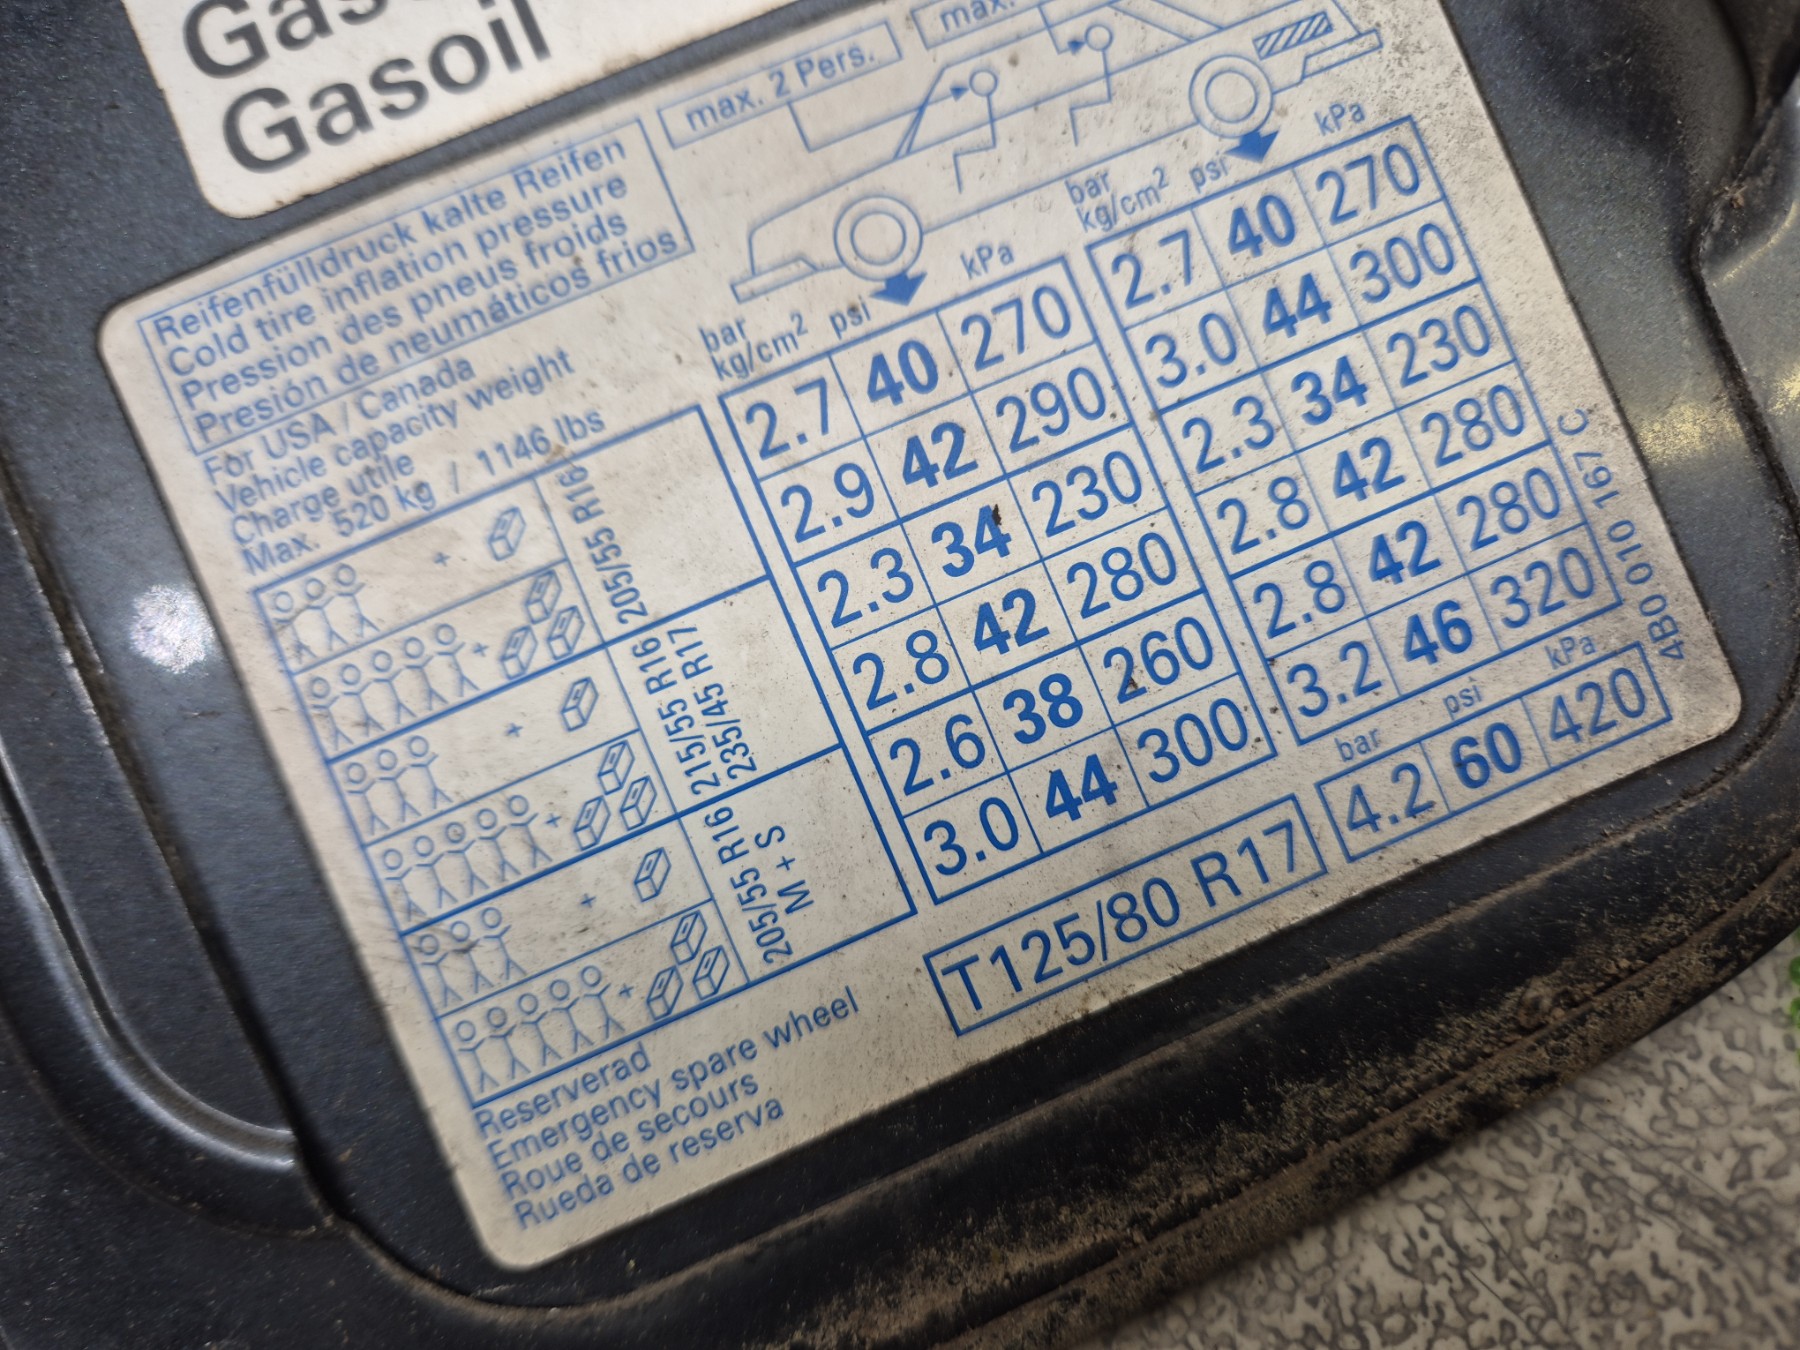 Gasoil
max. 2 Pers.
max.
Reifenfülldruck kalte Reifen
Cold tire inflation pressure
Pression des pneus froids
Presión de neumáticos frios
For USA / Canada
Vehicle capacity weight
Charge utile
Max. 520 kg / 1146 lbs
bar
kg/cm² psi kPa
bar
kg/cm² psi kPa
205/55 R16
2.7 40 270 2.7 40 270
2.9 42 290 3.0 44 300
215/55 R16
235/45 R17
2.3 34 230 2.3 34 230
2.8 42 280 2.8 42 280
205/55 R16
M + S
2.6 38 260 2.8 42 280
3.0 44 300 3.2 46 320
Reserverad
Emergency spare wheel
Roue de secours
Rueda de reserva
T125/80 R17
bar psi kPa
4.2 60 420
4B0 010 167 C